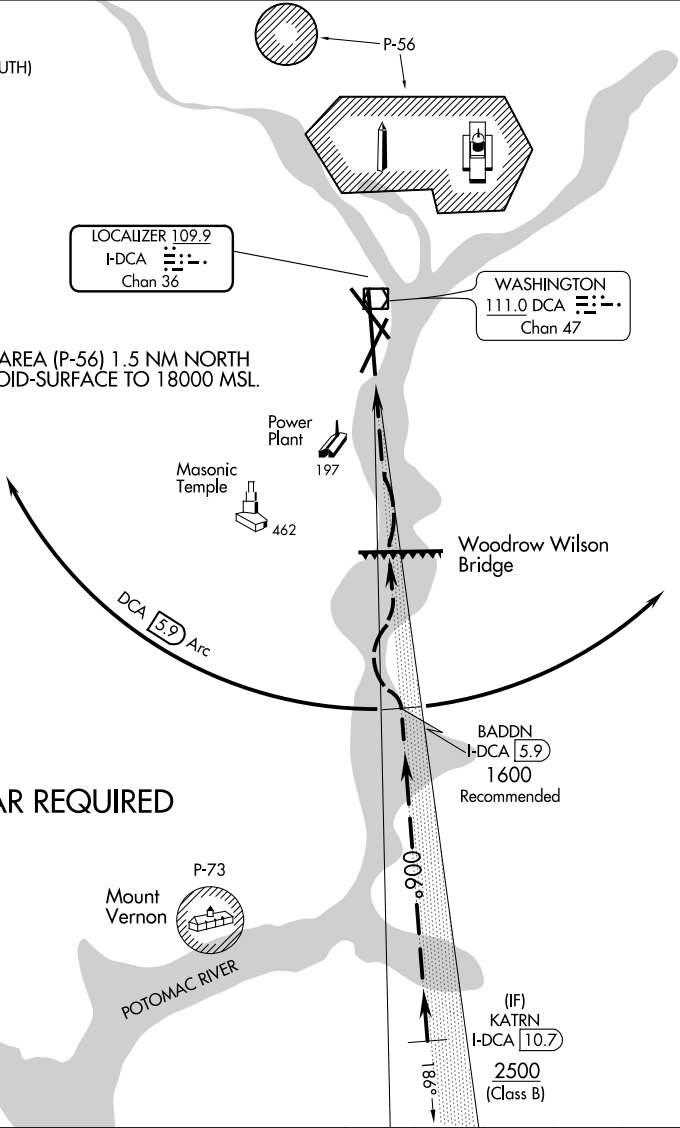 P-56
UTH)
LOCALIZER 109.9
I-DCA
Chan 36
WASHINGTON
111.0 DCA
Chan 47
AREA (P-56) 1.5 NM NORTH
OID-SURFACE TO 18000 MSL.
Power
Plant
197
Masonic
Temple
462
Woodrow Wilson
Bridge
DCA 5.9 Arc
BADDN
I-DCA 5.9
1600
Recommended
AR REQUIRED
006°
P-73
Mount
Vernon
POTOMAC RIVER
(IF)
KATRN
I-DCA 10.7
2500
(Class B)
186°